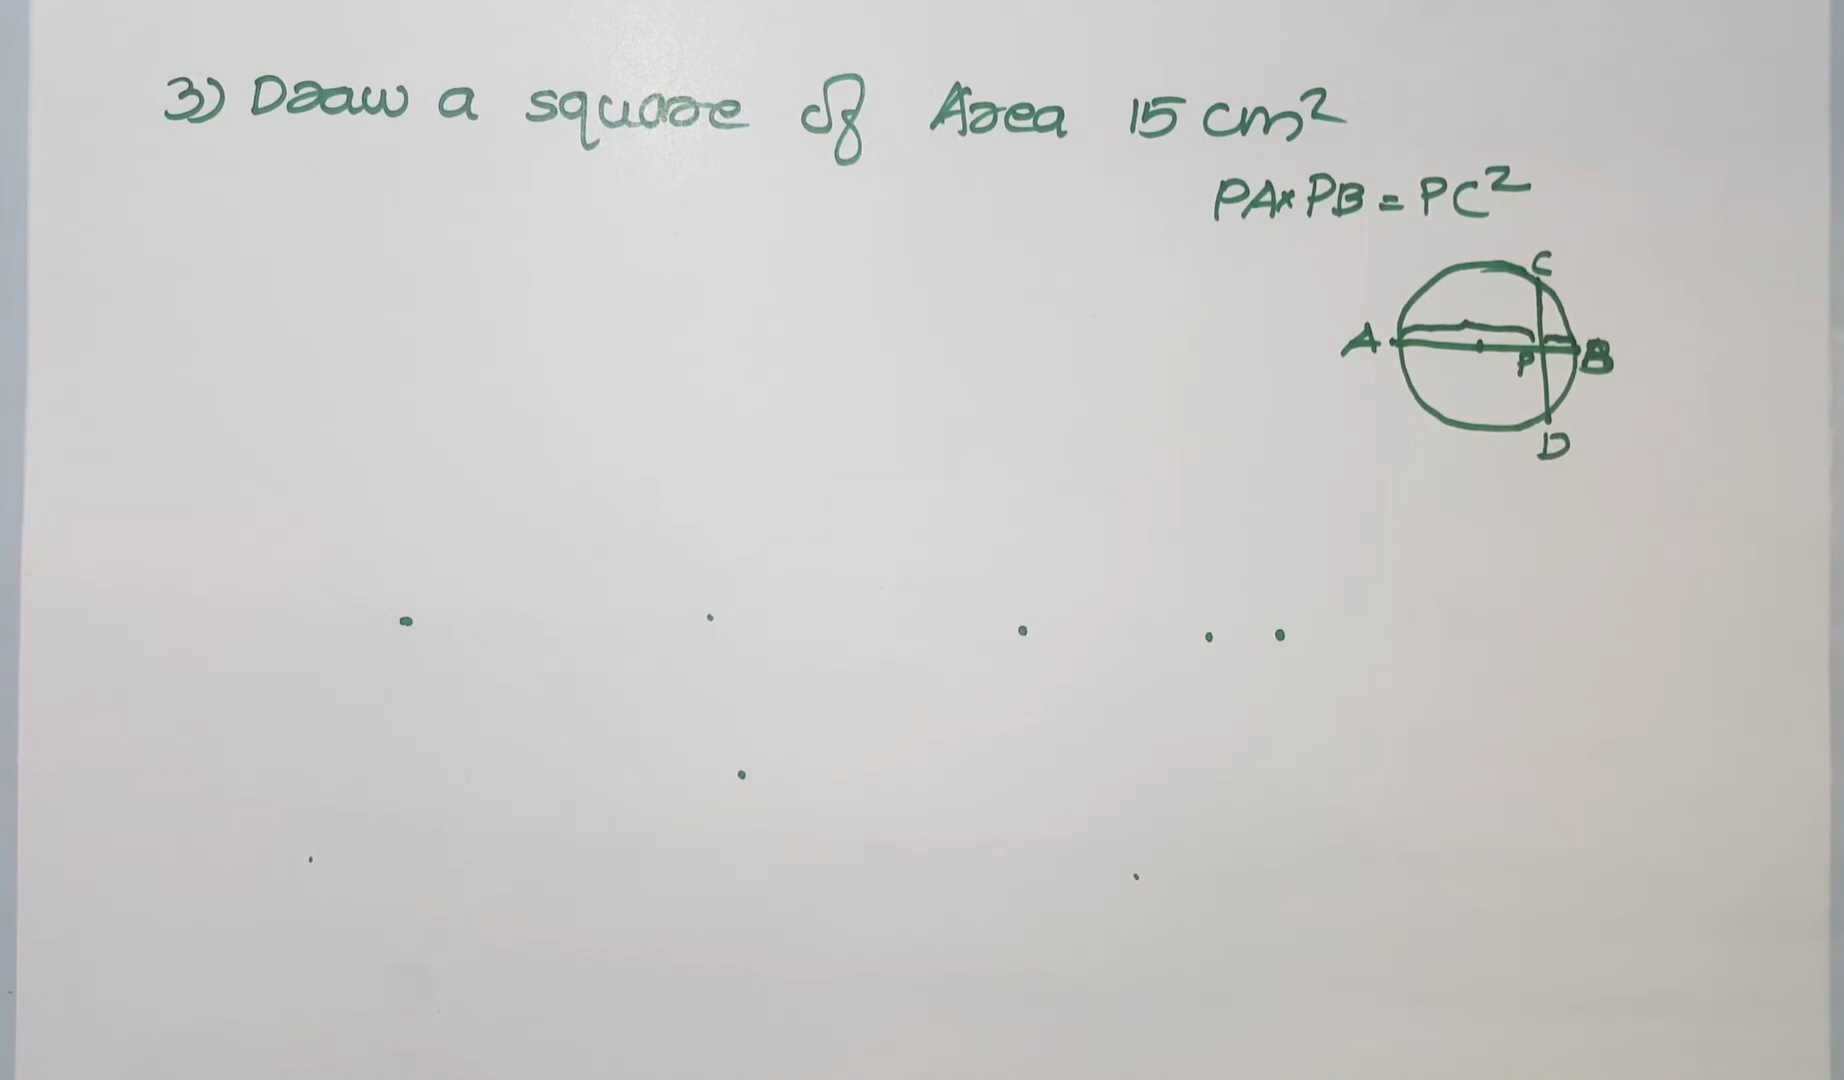 3) Draw a square of Area 15 cm²
PA×PB = PC²
C
A
P
B
D